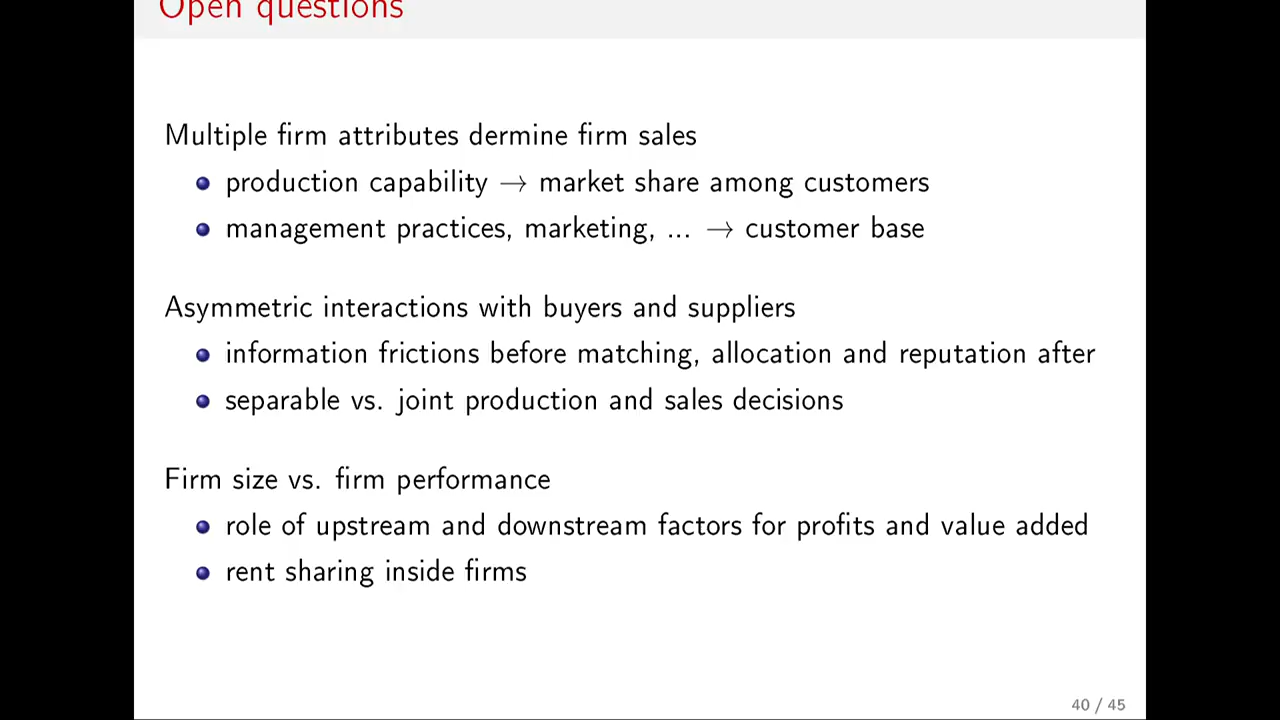 Open questions
Multiple firm attributes dermine firm sales
production capability → market share among customers
management practices, marketing, ... → customer base
Asymmetric interactions with buyers and suppliers
information frictions before matching, allocation and reputation after
separable vs. joint production and sales decisions
Firm size vs. firm performance
role of upstream and downstream factors for profits and value added
rent sharing inside firms
40 / 45